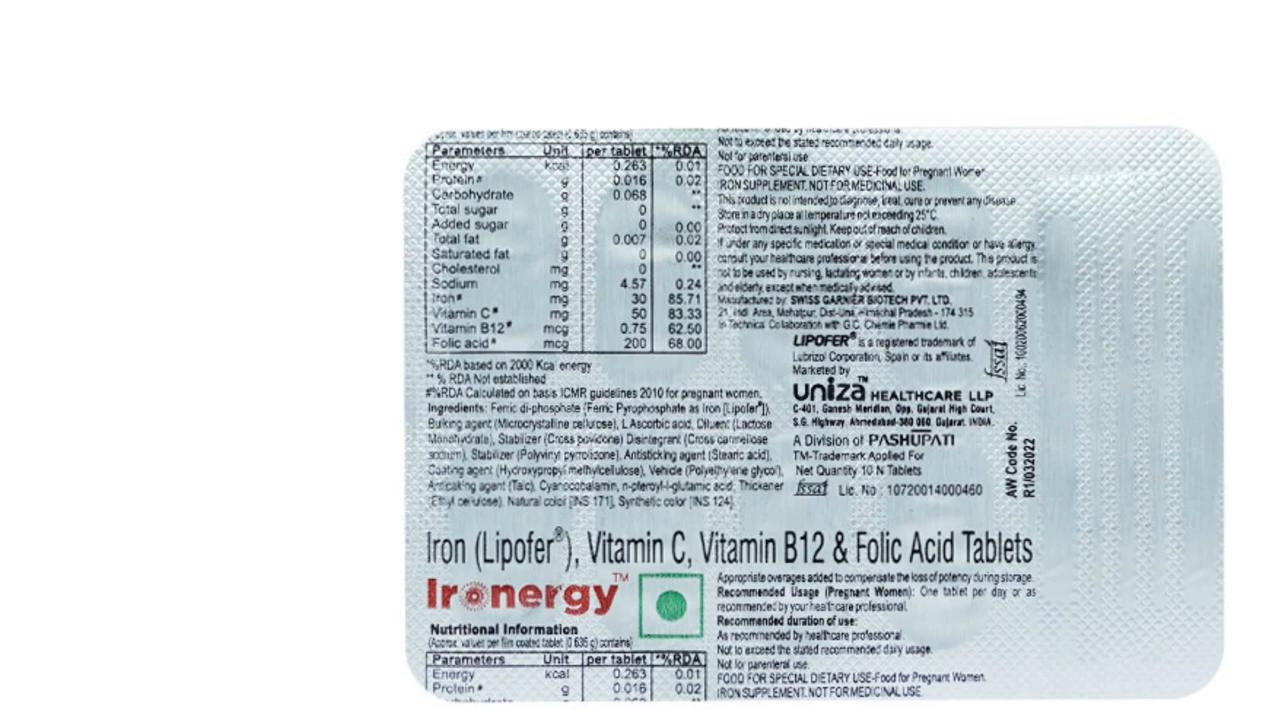 (Approx. values per film coated tablet (0.635 g) contains)
Parameters Unit per tablet *%RDA
Energy kcal 0.263 0.01
Protein# g 0.016 0.02
Carbohydrate g 0.068 **
Total sugar g 0 **
Added sugar g 0 0.00
Total fat g 0.007 0.02
Saturated fat g 0 0.00
Cholesterol mg 0 **
Sodium mg 4.57 0.24
Iron# mg 30 85.71
Vitamin C# mg 50 83.33
Vitamin B12# mcg 0.75 62.50
Folic acid# mcg 200 68.00
*%RDA based on 2000 Kcal energy
** % RDA Not established
#%RDA Calculated on basis ICMR guidelines 2010 for pregnant women.
Ingredients: Ferric di-phosphate (Ferric Pyrophosphate as Iron [Lipofer®]),
Bulking agent (Microcrystalline cellulose), L Ascorbic acid, Diluent (Lactose
Monohydrate), Stabilizer (Cross povidone) Disintegrant (Cross carmellose
sodium), Stabilizer (Polyvinyl pyrrolidone), Antisticking agent (Stearic acid),
Coating agent (Hydroxypropyl methylcellulose), Vehicle (Polyethylene glycol),
Anticaking agent (Talc), Cyanocobalamin, n-pteroyl-l-glutamic acid, Thickener
(Ethyl cellulose), Natural color [INS 171], Synthetic color [INS 124].
by healthcare professional
Not to exceed the stated recommended daily usage.
Not for parenteral use
FOOD FOR SPECIAL DIETARY USE-Food for Pregnant Women
IRON SUPPLEMENT. NOT FOR MEDICINAL USE.
This product is not intended to diagnose, treat, cure or prevent any disease.
Store in a dry place at temperature not exceeding 25°C.
Protect from direct sunlight. Keep out of reach of children.
If under any specific medication or special medical condition or have allergy,
consult your healthcare professional before using the product. This product is
not to be used by nursing, lactating women or by infants, children, adolescents
and elderly, except when medically advised.
Manufactured by: SWISS GARNIER BIOTECH PVT. LTD.
21, Indl Area, Mehatpur, Dist-Una, Himachal Pradesh - 174 315
In Technical Collaboration with G.C. Chemie Pharmie Ltd.
LIPOFER® is a registered trademark of
Lubrizol Corporation, Spain or its affiliates.
Marketed by
uniza™ HEALTHCARE LLP
C-401, Ganesh Meridian, Opp. Gujarat High Court,
S.G. Highway, Ahmedabad-380 060, Gujarat, INDIA.
A Division of PASHUPATI
TM-Trademark Applied For
Net Quantity 10 N Tablets
fssai Lic. No : 10720014000460
fssai
Lic. No.: 10020062000494
AW Code No.
R1/032022
Iron (Lipofer®), Vitamin C, Vitamin B12 & Folic Acid Tablets
Ironergy™
Nutritional Information
(Approx. values per film coated tablet (0.635 g) contains)
Parameters Unit per tablet *%RDA
Energy kcal 0.263 0.01
Protein# g 0.016 0.02
Appropriate overages added to compensate the loss of potency during storage.
Recommended Usage (Pregnant Women): One tablet per day or as
recommended by your healthcare professional.
Recommended duration of use:
As recommended by healthcare professional
Not to exceed the stated recommended daily usage.
Not for parenteral use.
FOOD FOR SPECIAL DIETARY USE-Food for Pregnant Women.
IRON SUPPLEMENT. NOT FOR MEDICINAL USE